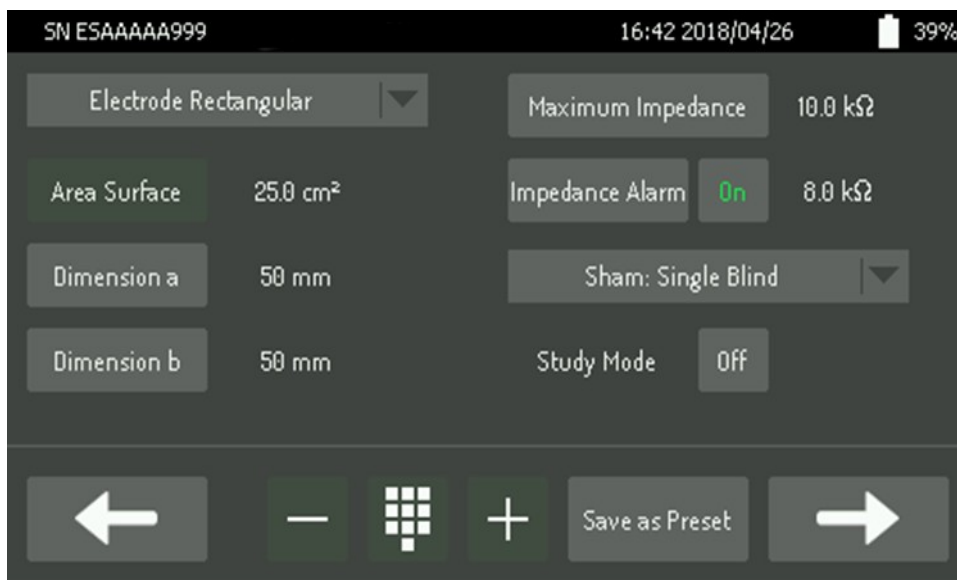 SN ESAAAAA999
16:42 2018/04/26
39%
Electrode Rectangular
Area Surface 25.0 cm²
Dimension a 50 mm
Dimension b 50 mm
Maximum Impedance 10.0 kΩ
Impedance Alarm On 8.0 kΩ
Sham: Single Blind
Study Mode Off
Save as Preset